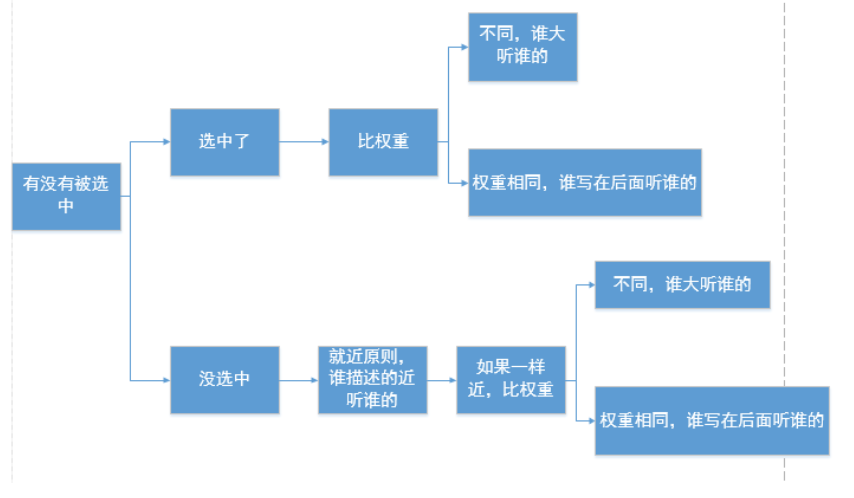 不同，谁大
听谁的
选中了
比权重
有没有被选
中
权重相同，谁写在后面听谁的
不同，谁大听谁的
没选中
就近原则，
谁描述的近
听谁的
如果一样
近，比权重
权重相同，谁写在后面听谁的